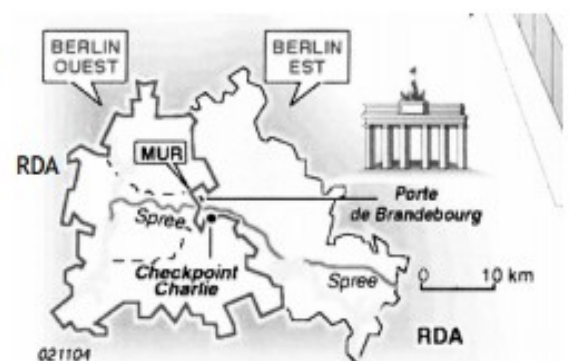 BERLIN
OUEST
BERLIN
EST
RDA
MUR
Porte
de Brandebourg
Spree
Checkpoint
Charlie
Spree
0 10 km
RDA
021104